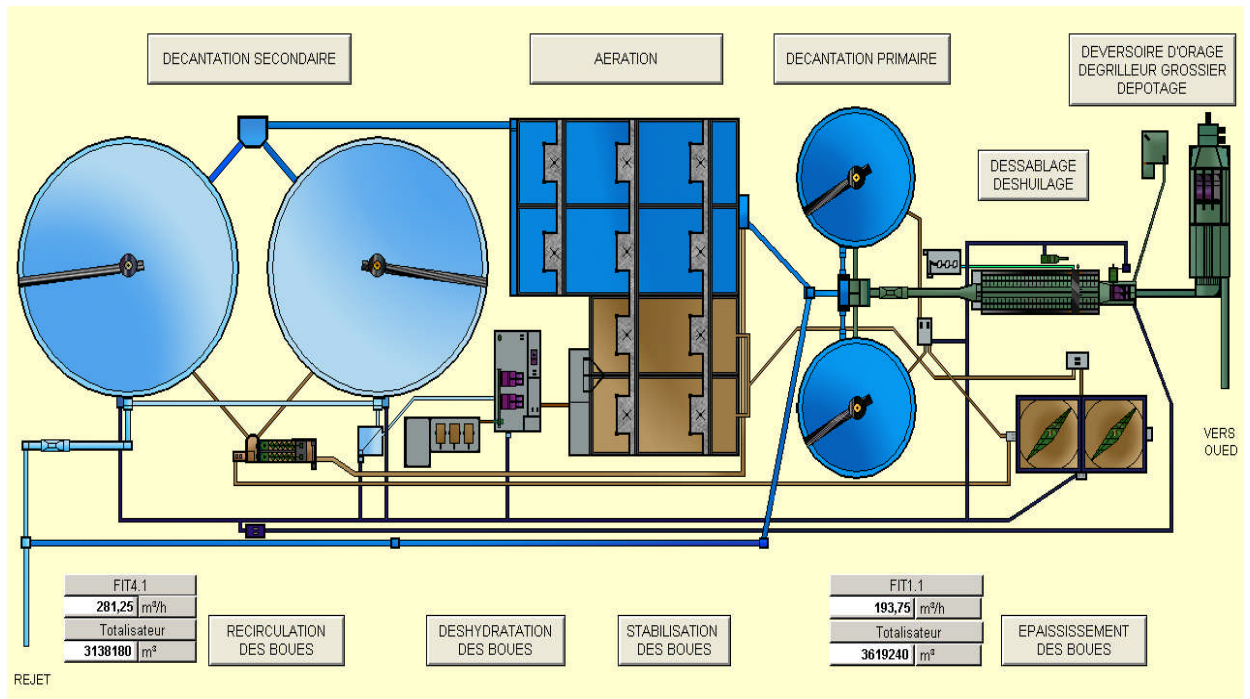 DECANTATION SECONDAIRE
AERATION
DECANTATION PRIMAIRE
DEVERSOIRE D'ORAGE
DEGRILLEUR GROSSIER
DEPOTAGE
DESSABLAGE
DESHUILAGE
VERS
OUED
FIT4.1
281,25 m³/h
Totalisateur
3138180 m³
RECIRCULATION
DES BOUES
DESHYDRATATION
DES BOUES
STABILISATION
DES BOUES
FIT1.1
193,75 m³/h
Totalisateur
3619240 m³
EPAISSISSEMENT
DES BOUES
REJET